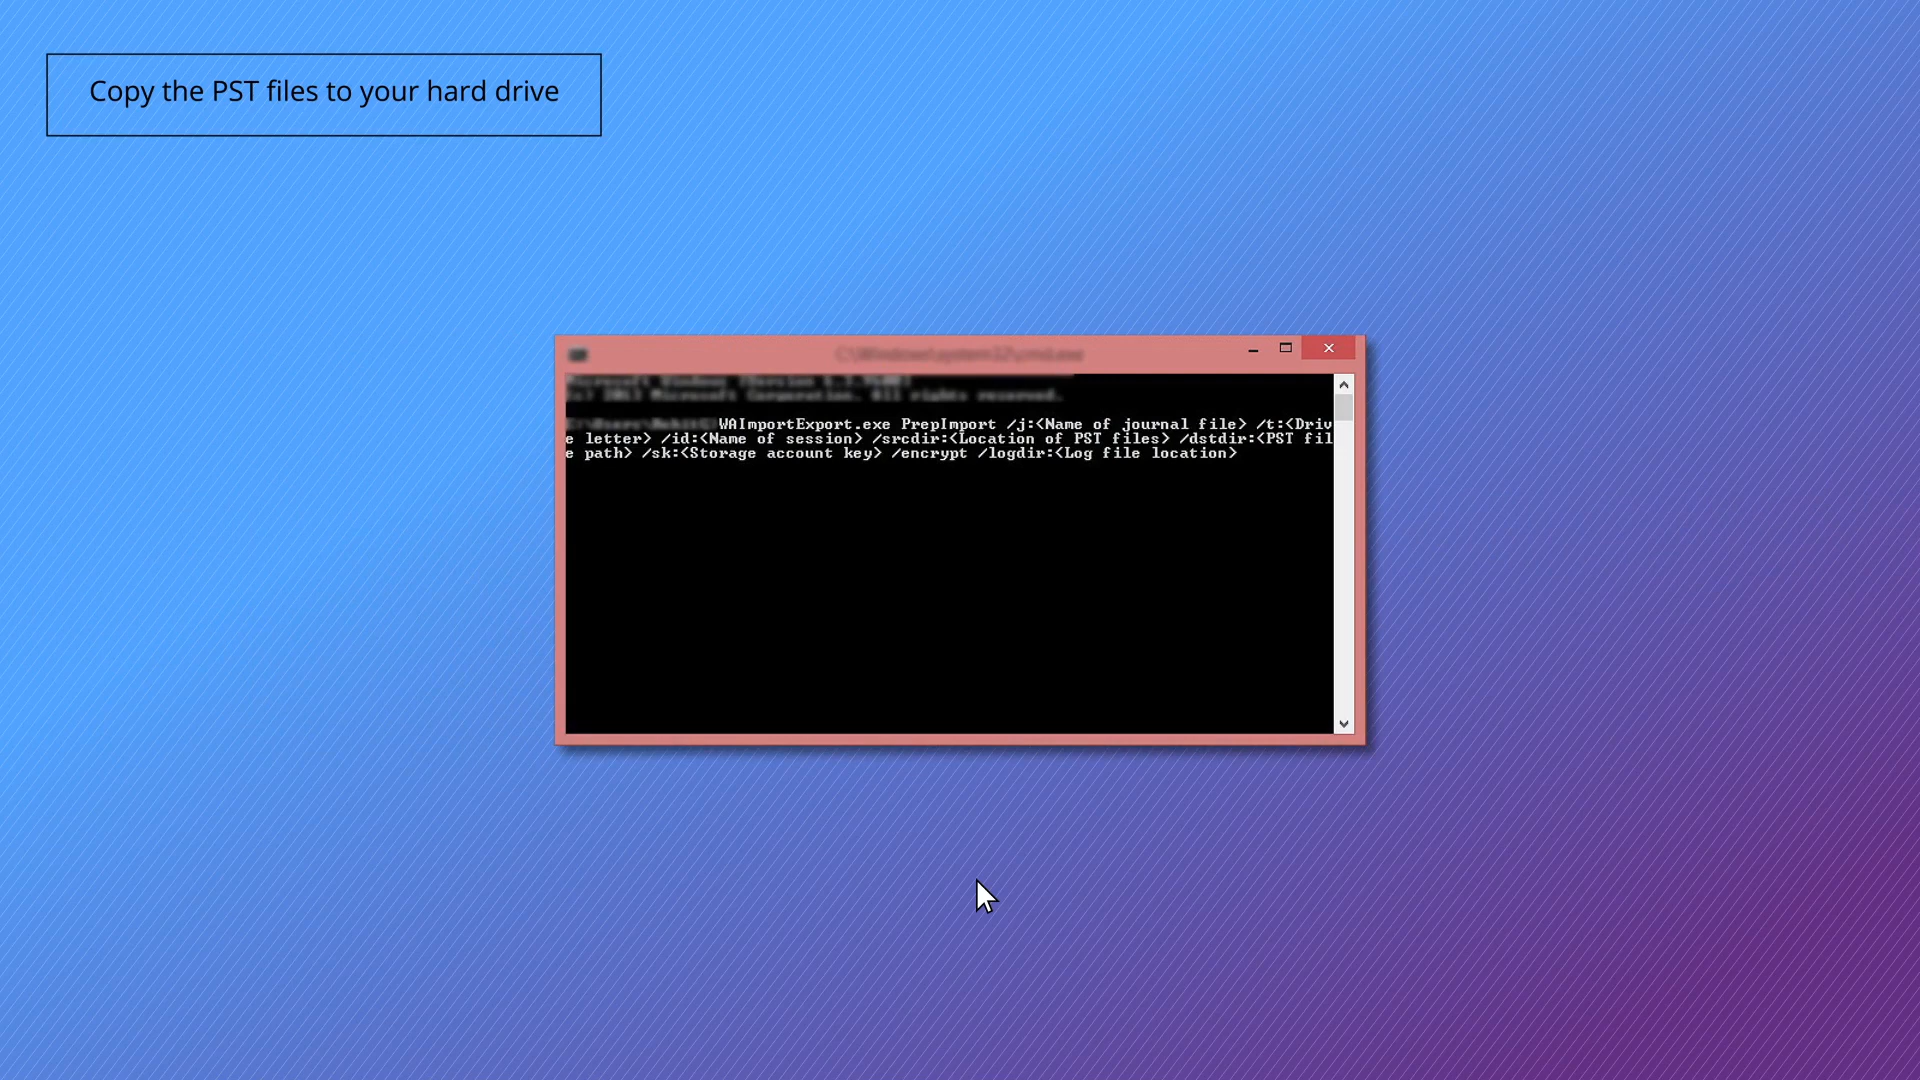 Copy the PST files to your hard drive
WAImportExport.exe PrepImport /j:<Name of journal file> /t:<Driv
e letter> /id:<Name of session> /srcdir:<Location of PST files> /dstdir:<PST fil
e path> /sk:<Storage account key> /encrypt /logdir:<Log file location>